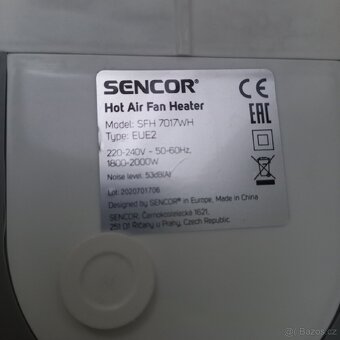 SENCOR®
Hot Air Fan Heater
Model: SFH 7017WH
Type: EUE2
220-240V ~ 50-60Hz,
1800-2000W
Noise level: 53dB(A)
Lot: 2020701706
Designed by SENCOR® in Europe, Made in China
SENCOR, Černokostelecká 1621,
251 01 Říčany u Prahy, Czech Republic
CE
EAC
Bazoš.cz